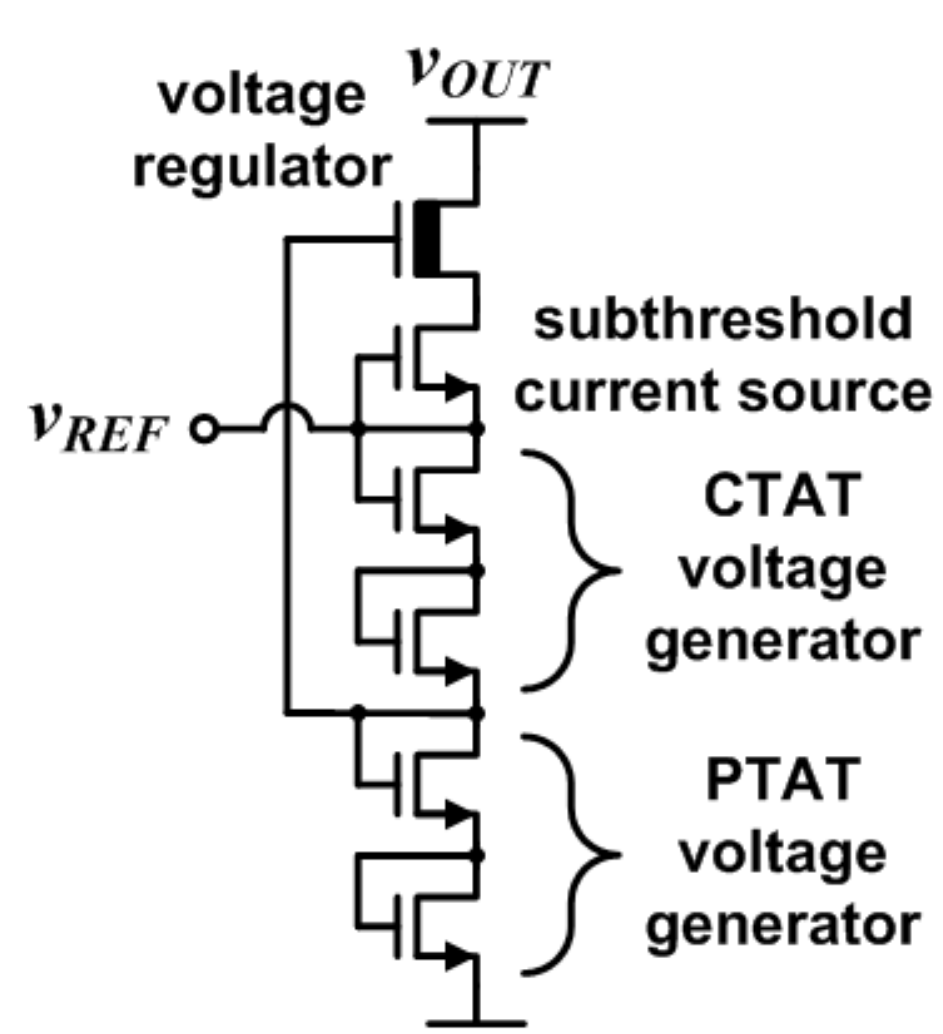 voltage
regulator
vOUT
subthreshold
current source
vREF
CTAT
voltage
generator
PTAT
voltage
generator